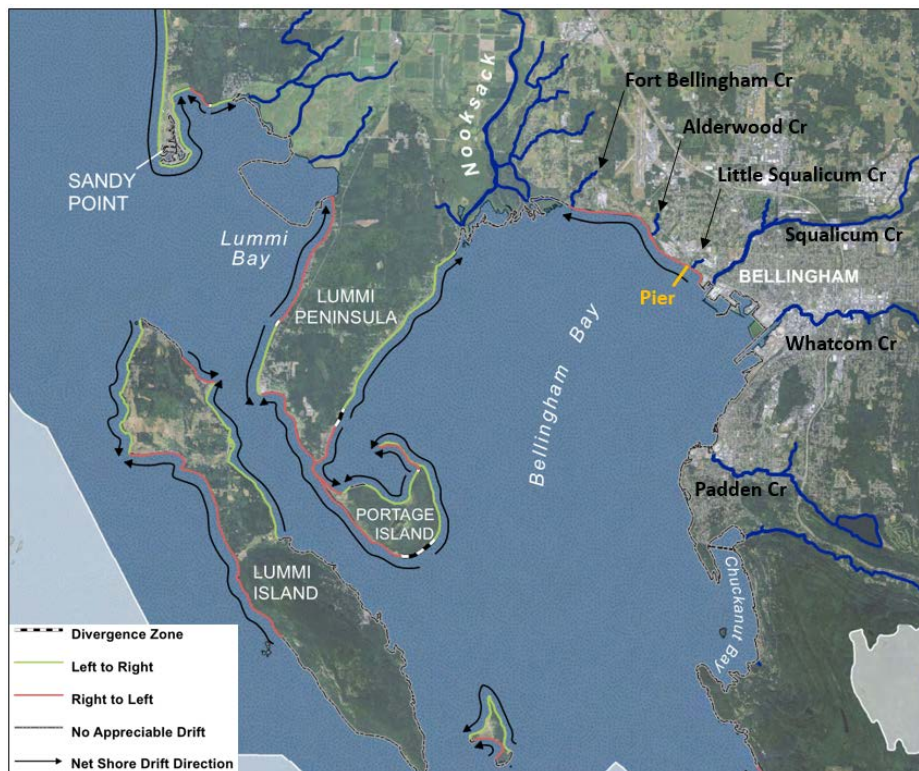 Fort Bellingham Cr
Alderwood Cr
Little Squalicum Cr
Squalicum Cr
Nooksack
SANDY
POINT
Lummi
Bay
LUMMI
PENINSULA
BELLINGHAM
Pier
Whatcom Cr
Bellingham Bay
Padden Cr
PORTAGE
ISLAND
LUMMI
ISLAND
Chuckanut Bay
Divergence Zone
Left to Right
Right to Left
No Appreciable Drift
Net Shore Drift Direction